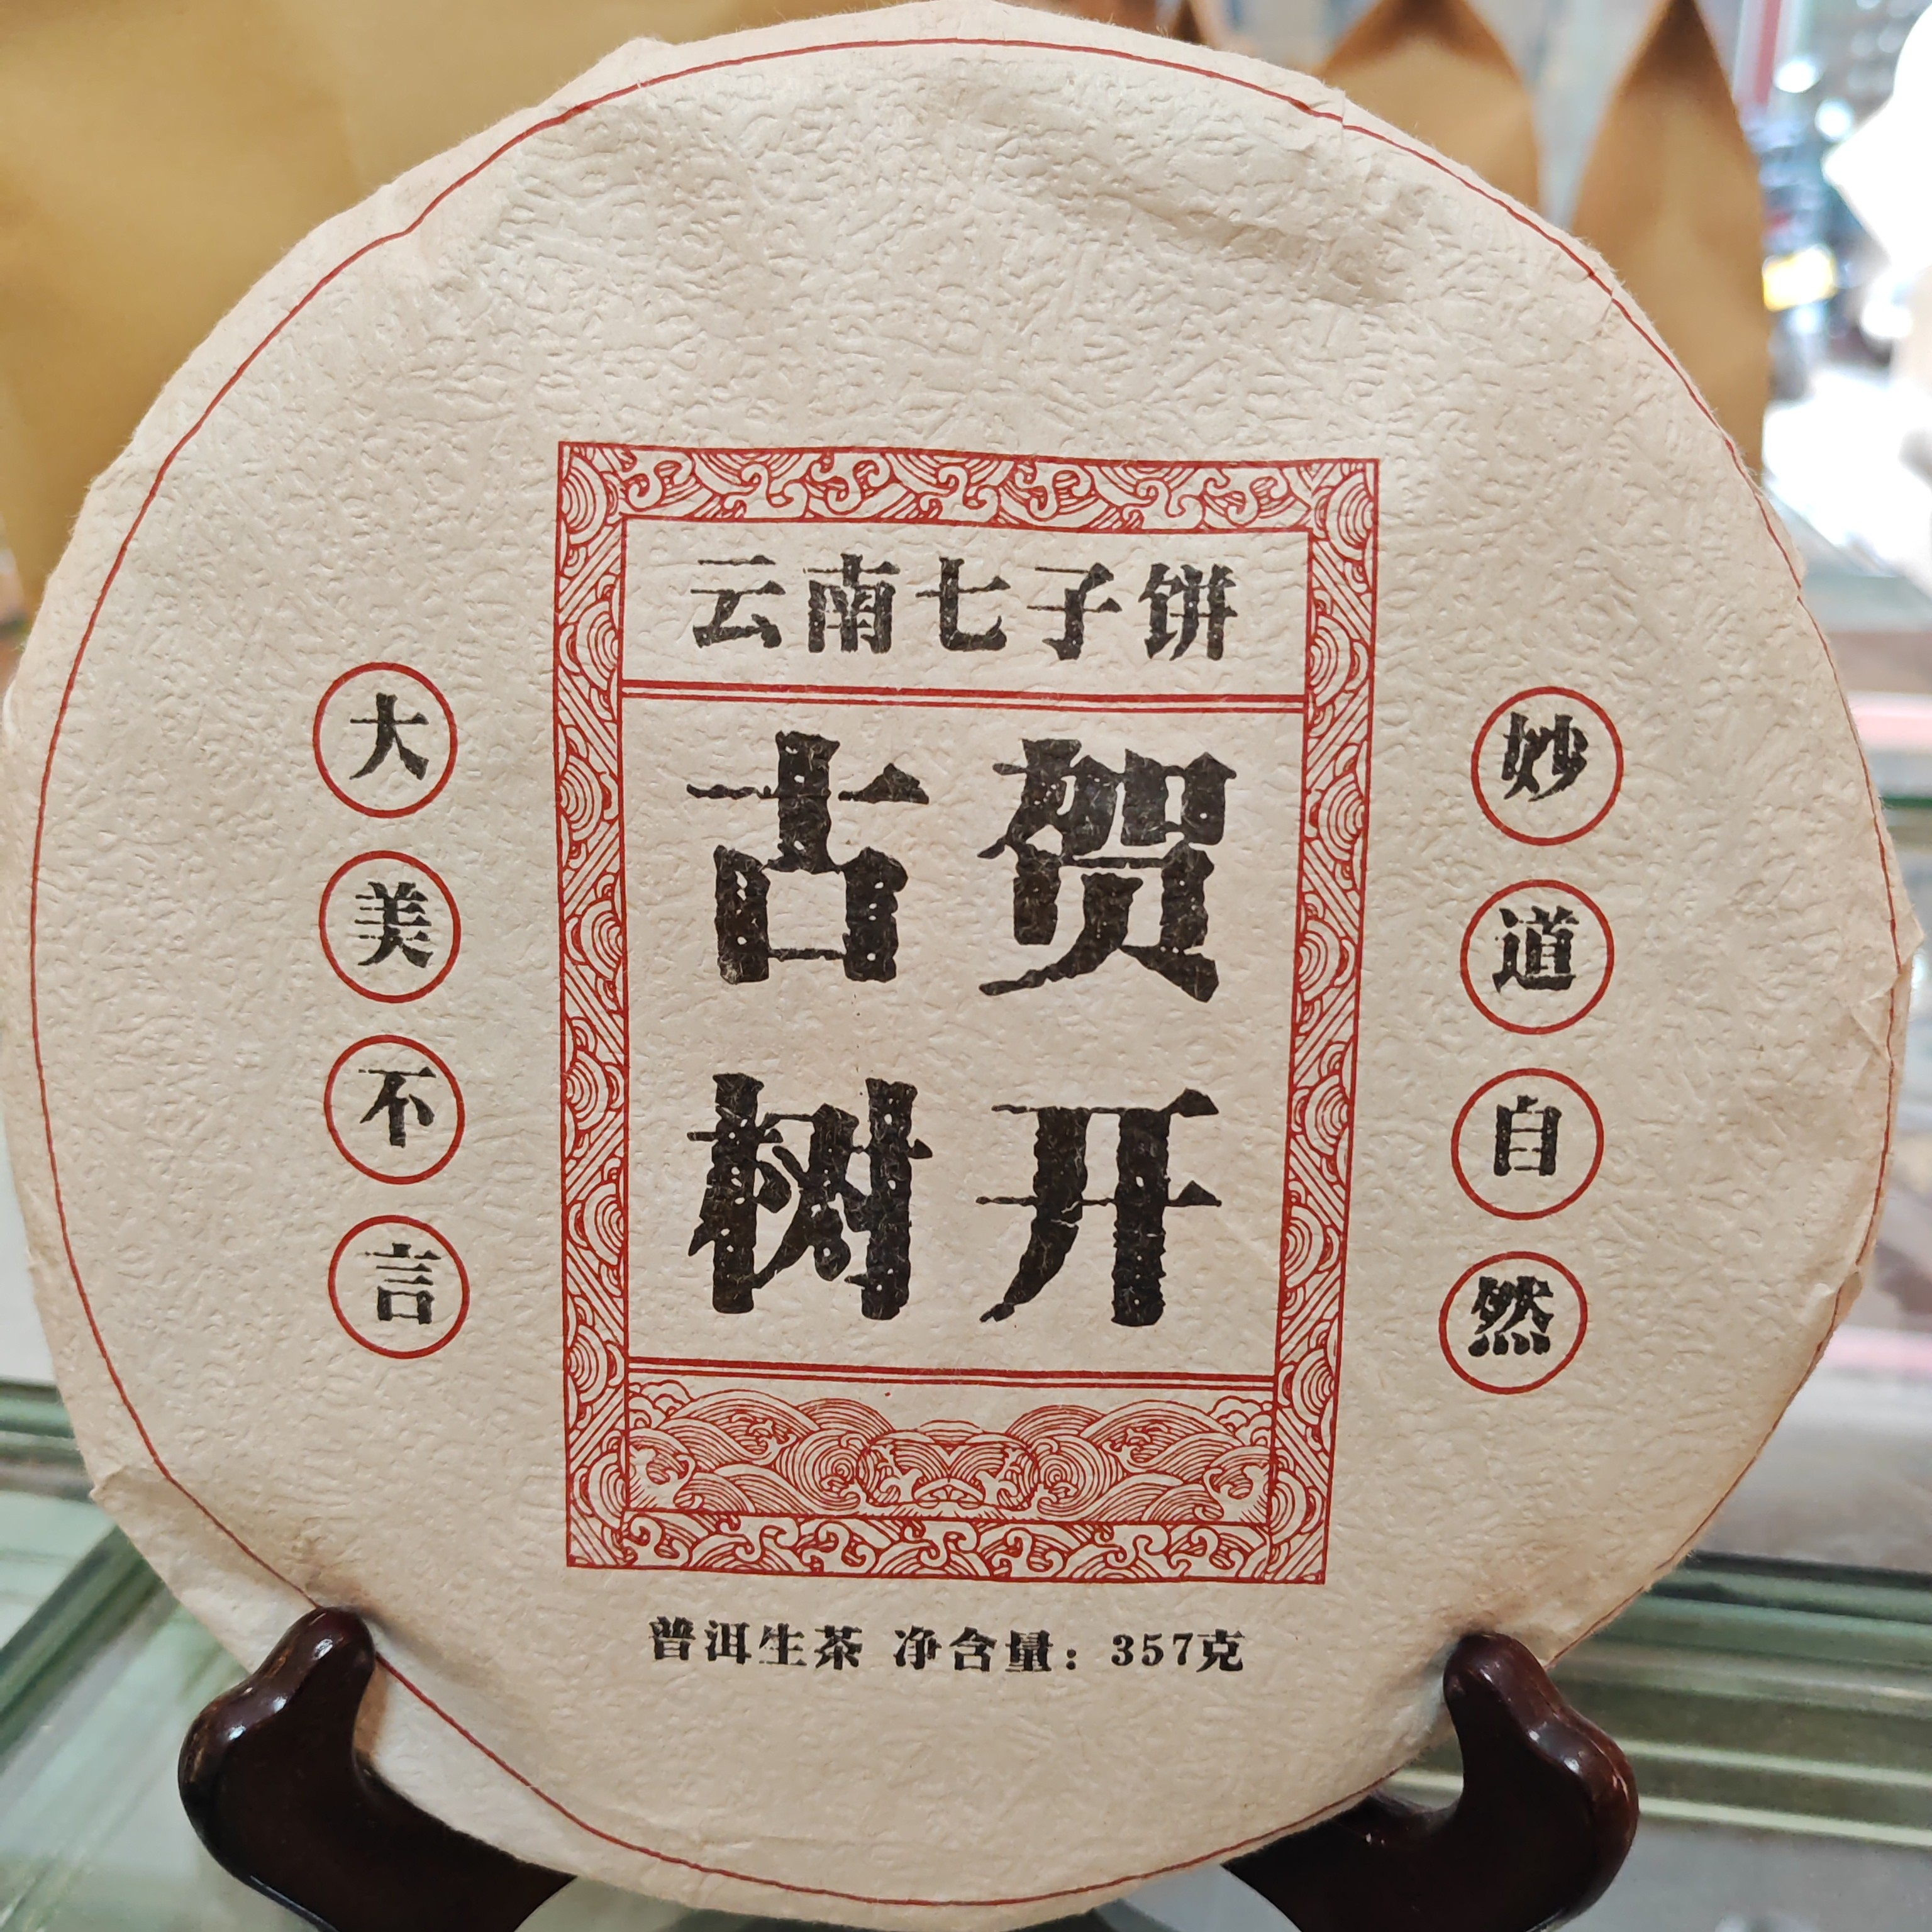 云南七子饼
贺开
古树
妙道自然
大美不言
普洱生茶 净含量：357克